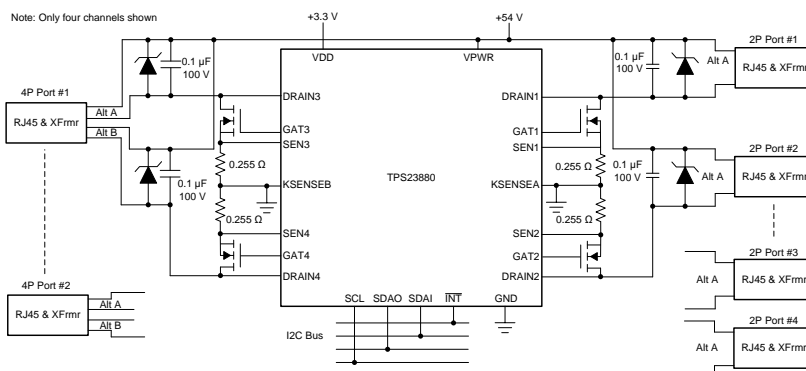 Note: Only four channels shown
+3.3 V
+54 V
VDD
VPWR
2P Port #1
RJ45 & XFrmr
Alt A
0.1 µF
100 V
0.1 µF
100 V
4P Port #1
RJ45 & XFrmr
Alt A
Alt B
DRAIN3
DRAIN1
GAT3
GAT1
SEN3
SEN1
0.255 Ω
0.255 Ω
0.1 µF
100 V
0.1 µF
100 V
2P Port #2
RJ45 & XFrmr
Alt A
TPS23880
KSENSEB
KSENSEA
0.255 Ω
0.255 Ω
SEN4
SEN2
GAT4
GAT2
DRAIN4
DRAIN2
2P Port #3
RJ45 & XFrmr
Alt A
4P Port #2
RJ45 & XFrmr
Alt A
Alt B
SCL SDAO SDAI INT GND
I2C Bus
2P Port #4
RJ45 & XFrmr
Alt A